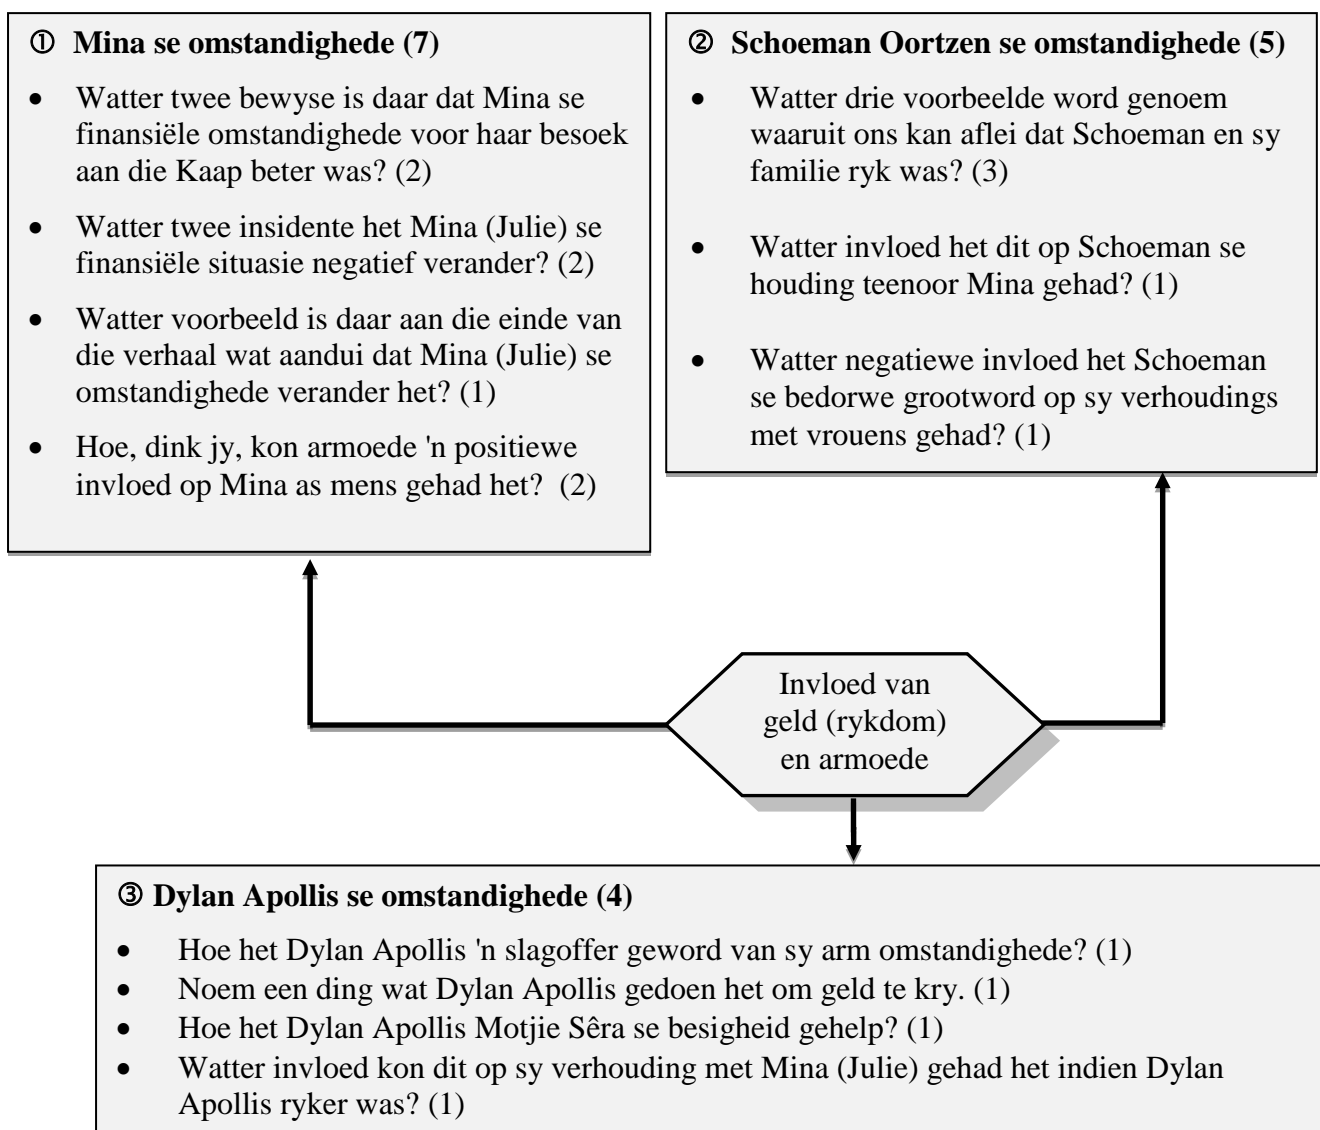 ① Mina se omstandighede (7)
• Watter twee bewyse is daar dat Mina se
finansiële omstandighede voor haar besoek
aan die Kaap beter was? (2)
• Watter twee insidente het Mina (Julie) se
finansiële situasie negatief verander? (2)
• Watter voorbeeld is daar aan die einde van
die verhaal wat aandui dat Mina (Julie) se
omstandighede verander het? (1)
• Hoe, dink jy, kon armoede 'n positiewe
invloed op Mina as mens gehad het? (2)
② Schoeman Oortzen se omstandighede (5)
• Watter drie voorbeelde word genoem
waaruit ons kan aflei dat Schoeman en sy
familie ryk was? (3)
• Watter invloed het dit op Schoeman se
houding teenoor Mina gehad? (1)
• Watter negatiewe invloed het Schoeman
se bedorwe grootword op sy verhoudings
met vrouens gehad? (1)
Invloed van
geld (rykdom)
en armoede
③ Dylan Apollis se omstandighede (4)
• Hoe het Dylan Apollis 'n slagoffer geword van sy arm omstandighede? (1)
• Noem een ding wat Dylan Apollis gedoen het om geld te kry. (1)
• Hoe het Dylan Apollis Motjie Sêra se besigheid gehelp? (1)
• Watter invloed kon dit op sy verhouding met Mina (Julie) gehad het indien Dylan
Apollis ryker was? (1)